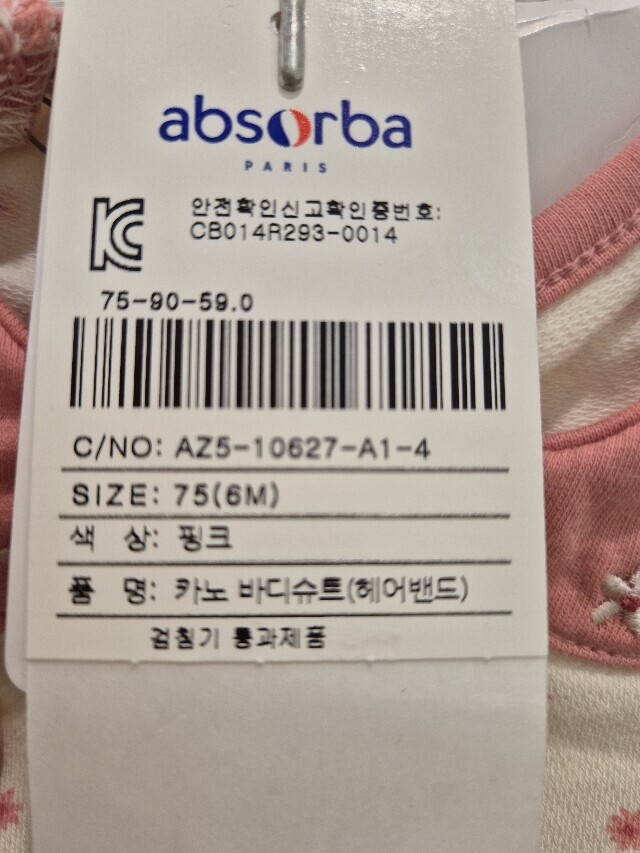 absorba
PARIS
안전확인신고확인증번호:
CB014R293-0014
75-90-59.0
C/NO: AZ5-10627-A1-4
SIZE: 75(6M)
색 상: 핑크
품 명: 카노 바디슈트(헤어밴드)
검침기 통과제품